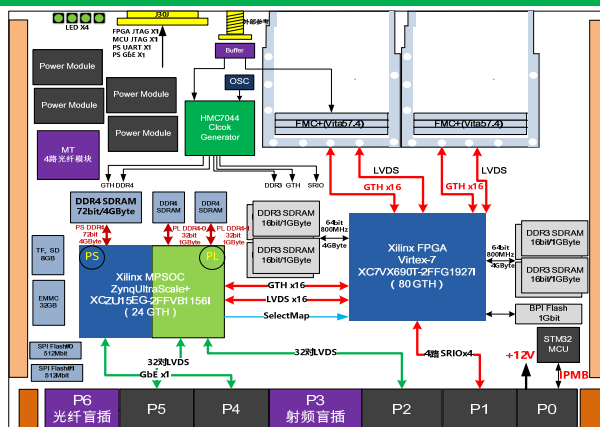 LED X4
J30J
FPGA JTAG X1
MCU JTAG X1
PS UART X1
PS GbE X1
外部参考
Buffer
OSC
Power Module
Power Module
Power Module
Power Module
MT
4路光纤模块
HMC7044
Clcok
Generator
FMC+(Vita57.4)
FMC+(Vita57.4)
GTH
DDR4
DDR3
GTH
SRIO
LVDS
GTH x16
LVDS
GTH x16
DDR4 SDRAM
72bit/4GByte
DDR4
SDRAM
DDR4
SDRAM
PS DDR4
72bit
4GByte
PL DDR4-0
32bit
1GByte
PL DDR4-1
32bit
1GByte
DDR3 SDRAM
16bit/1GByte
DDR3 SDRAM
16bit/1GByte
64bit
800MHz
4GByte
Xilinx FPGA
Virtex-7
XC7VX690T-2FFG1927I
(80 GTH)
64bit
800MHz
4GByte
DDR3 SDRAM
16bit/1GByte
DDR3 SDRAM
16bit/1GByte
TF, SD
8GB
EMMC
32GB
PS
PL
Xilinx MPSOC
ZynqUltraScale+
XCZU15EG-2FFVB1156I
(24 GTH)
GTH x16
LVDS x16
SelectMap
BPI Flash
1Gbit
STM32
MCU
SPI Flash#0
512Mbit
SPI Flash#1
512Mbit
32对LVDS
GbE x1
32对LVDS
4路 SRIOx4
+12V
IPMB
P6
光纤盲插
P5
P4
P3
射频盲插
P2
P1
P0